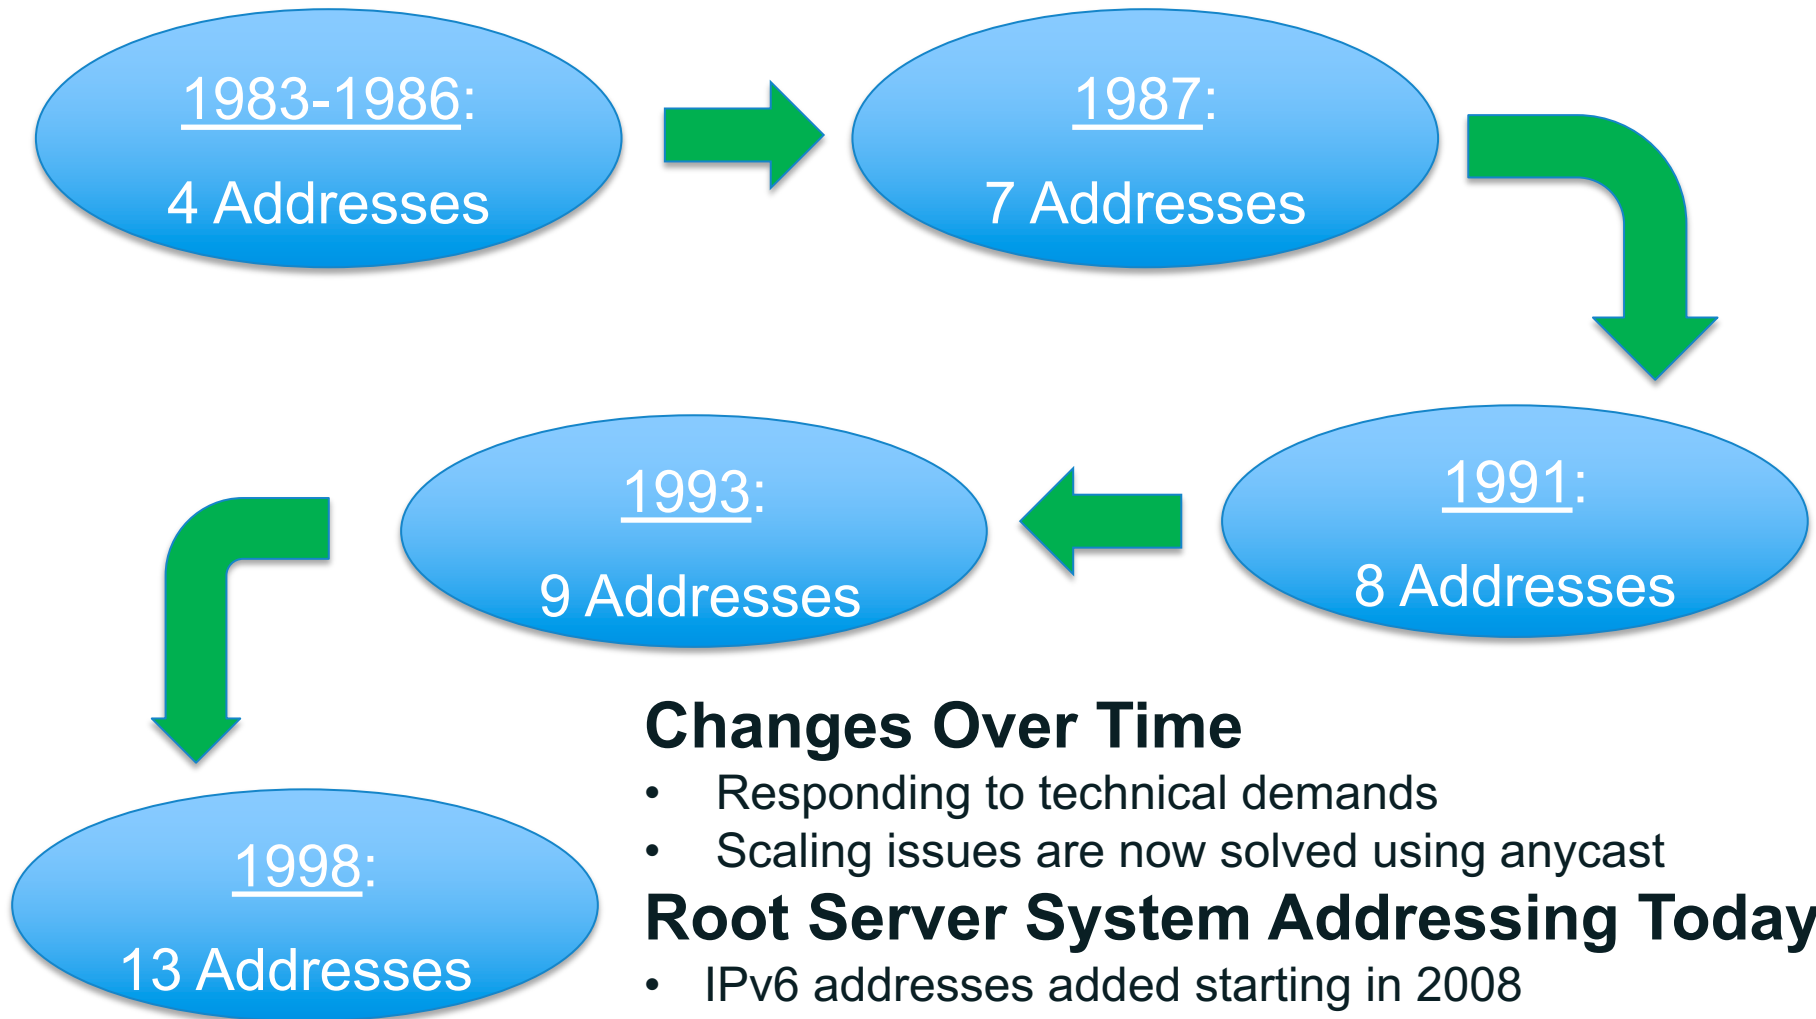 1983-1986:
4 Addresses
1987:
7 Addresses
1991:
8 Addresses
1993:
9 Addresses
1998:
13 Addresses
Changes Over Time
• Responding to technical demands
• Scaling issues are now solved using anycast
Root Server System Addressing Today
• IPv6 addresses added starting in 2008